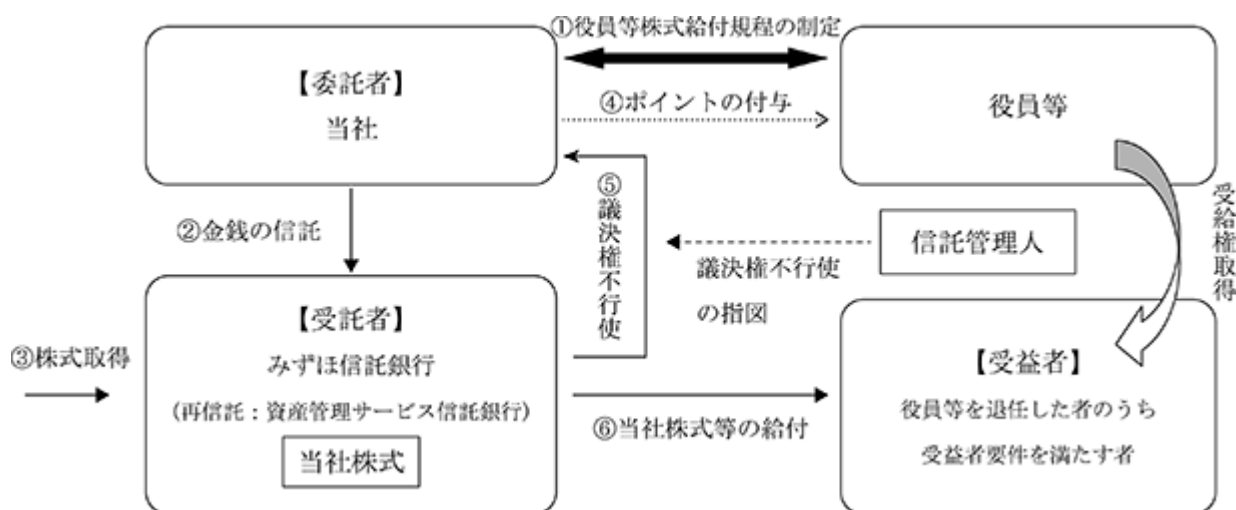 ①役員等株式給付規程の制定
【委託者】
当社
④ポイントの付与
役員等
②金銭の信託
⑤議決権不行使
議決権不行使
の指図
信託管理人
受給権取得
③株式取得
【受託者】
みずほ信託銀行
(再信託：資産管理サービス信託銀行)
当社株式
⑥当社株式等の給付
【受益者】
役員等を退任した者のうち
受益者要件を満たす者